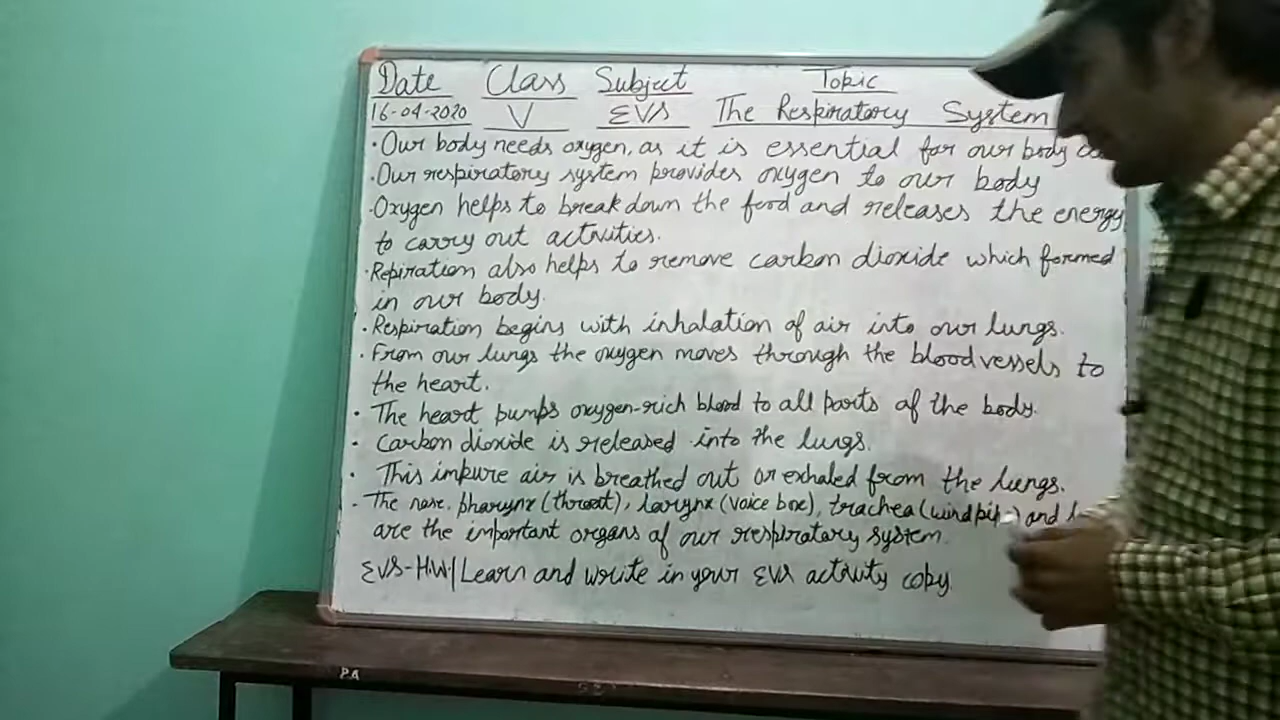 Date Class Subject Topic
16-04-2020 V EVS The Respiratory System
• Our body needs oxygen, as it is essential for our body
• Our respiratory system provides oxygen to our body
• Oxygen helps to break down the food and releases the energy
to carry out activities.
• Repiration also helps to remove carbon dioxide which formed
in our body.
• Respiration begins with inhalation of air into our lungs.
• From our lungs the oxygen moves through the blood vessels to
the heart.
• The heart pumps oxygen-rich blood to all parts of the body.
• Carbon dioxide is released into the lungs.
• This impure air is breathed out or exhaled from the lungs.
• The nose, pharynx (throat), larynx (voice box), trachea (windpipe) and
are the important organs of our respiratory system.
EVS-H.W.| Learn and write in your EVS activity copy.
P.A